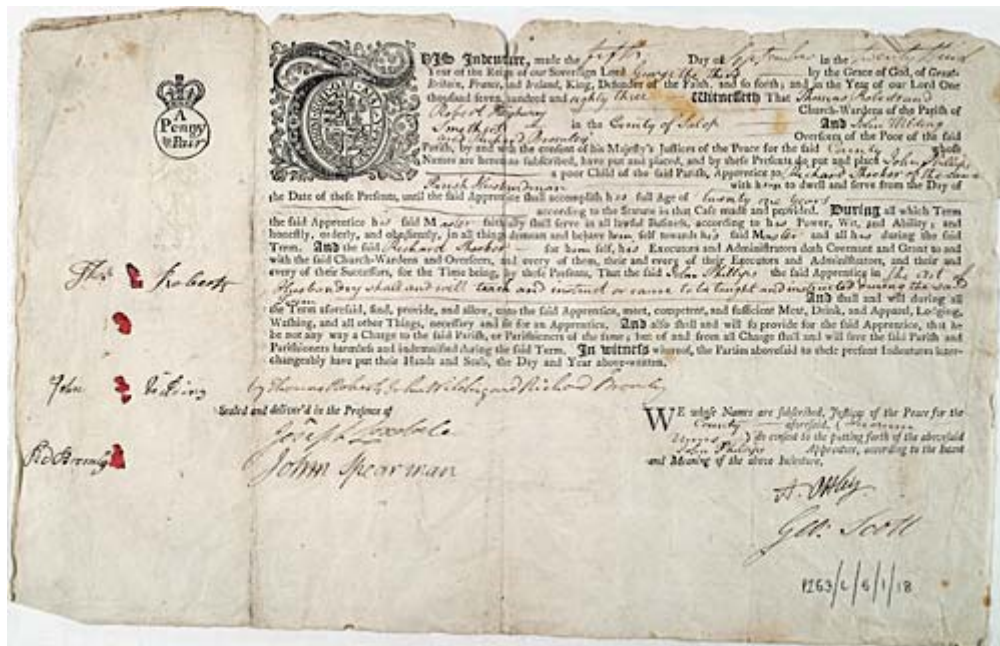 A
Penny
pr Pair
THIS Indenture, made the fifth Day of September in the twenty third
Year of the Reign of our Sovereign Lord George the third by the Grace of God, of Great-
Britain, France, and Ireland, King, Defender of the Faith, and so forth; and in the Year of our Lord One
thousand seven hundred and eighty three Witnesseth That Thomas Roberts and
Robert Church-Wardens of the Parish of
in the County of Salop And John Wilding
and Richard Bromley Overseers of the Poor of the said
Parish, by and with the consent of his Majesty's Justices of the Peace for the said County whose
Names are hereunto subscribed, have put and placed, and by these Presents do put and place John Phillips
a poor Child of the said Parish, Apprentice to Richard of the same
Parish Husbandman with him to dwell and serve from the Day of
the Date of these Presents, until the said Apprentice shall accomplish his full Age of twenty one years
according to the Statute in that Case made and provided. During all which Term
the said Apprentice his said Master faithfully shall serve in all lawful Business, according to his Power, Wit, and Ability; and
honestly, orderly, and obediently, in all things demean and behave him self towards his said Master and all his during the said
Term. And the said Richard for him self, his Executors and Administrators doth Covenant and Grant to and
with the said Church-Wardens and Overseers, and every of them, their and every of their Executors and Administrators, and their and
every of their Successors, for the Time being, by these Presents, That the said John Phillips the said Apprentice in the art of
Husbandry shall and will teach and instruct or cause to be taught and instructed during the said
Term And shall and will during all
the Term aforesaid, find, provide, and allow, unto the said Apprentice, meet, competent, and sufficient Meat, Drink, and Apparel, Lodging,
Washing, and all other Things, necessary and fit for an Apprentice. And also shall and will so provide for the said Apprentice, that he
be not any way a Charge to the said Parish, or Parishioners of the same; but of and from all Charge shall and will save the said Parish and
Parishioners harmless and indemnified during the said Term. In witness whereof, the Parties abovesaid to these present Indentures inter-
changeably have put their Hands and Seals, the Day and Year above-written.
Thos Roberts
John Wilding
Rd Bromley
by Thomas Roberts John Wilding and Richard Bromley
Sealed and deliver'd in the Presence of
Joseph
John Spearman
WE whose Names are subscribed, Justices of the Peace for the
County aforesaid,
do consent to the putting forth of the abovesaid
John Phillips Apprentice, according to the Intent
and Meaning of the above Indenture,
Geo: Scott
P263/L/6/1/18